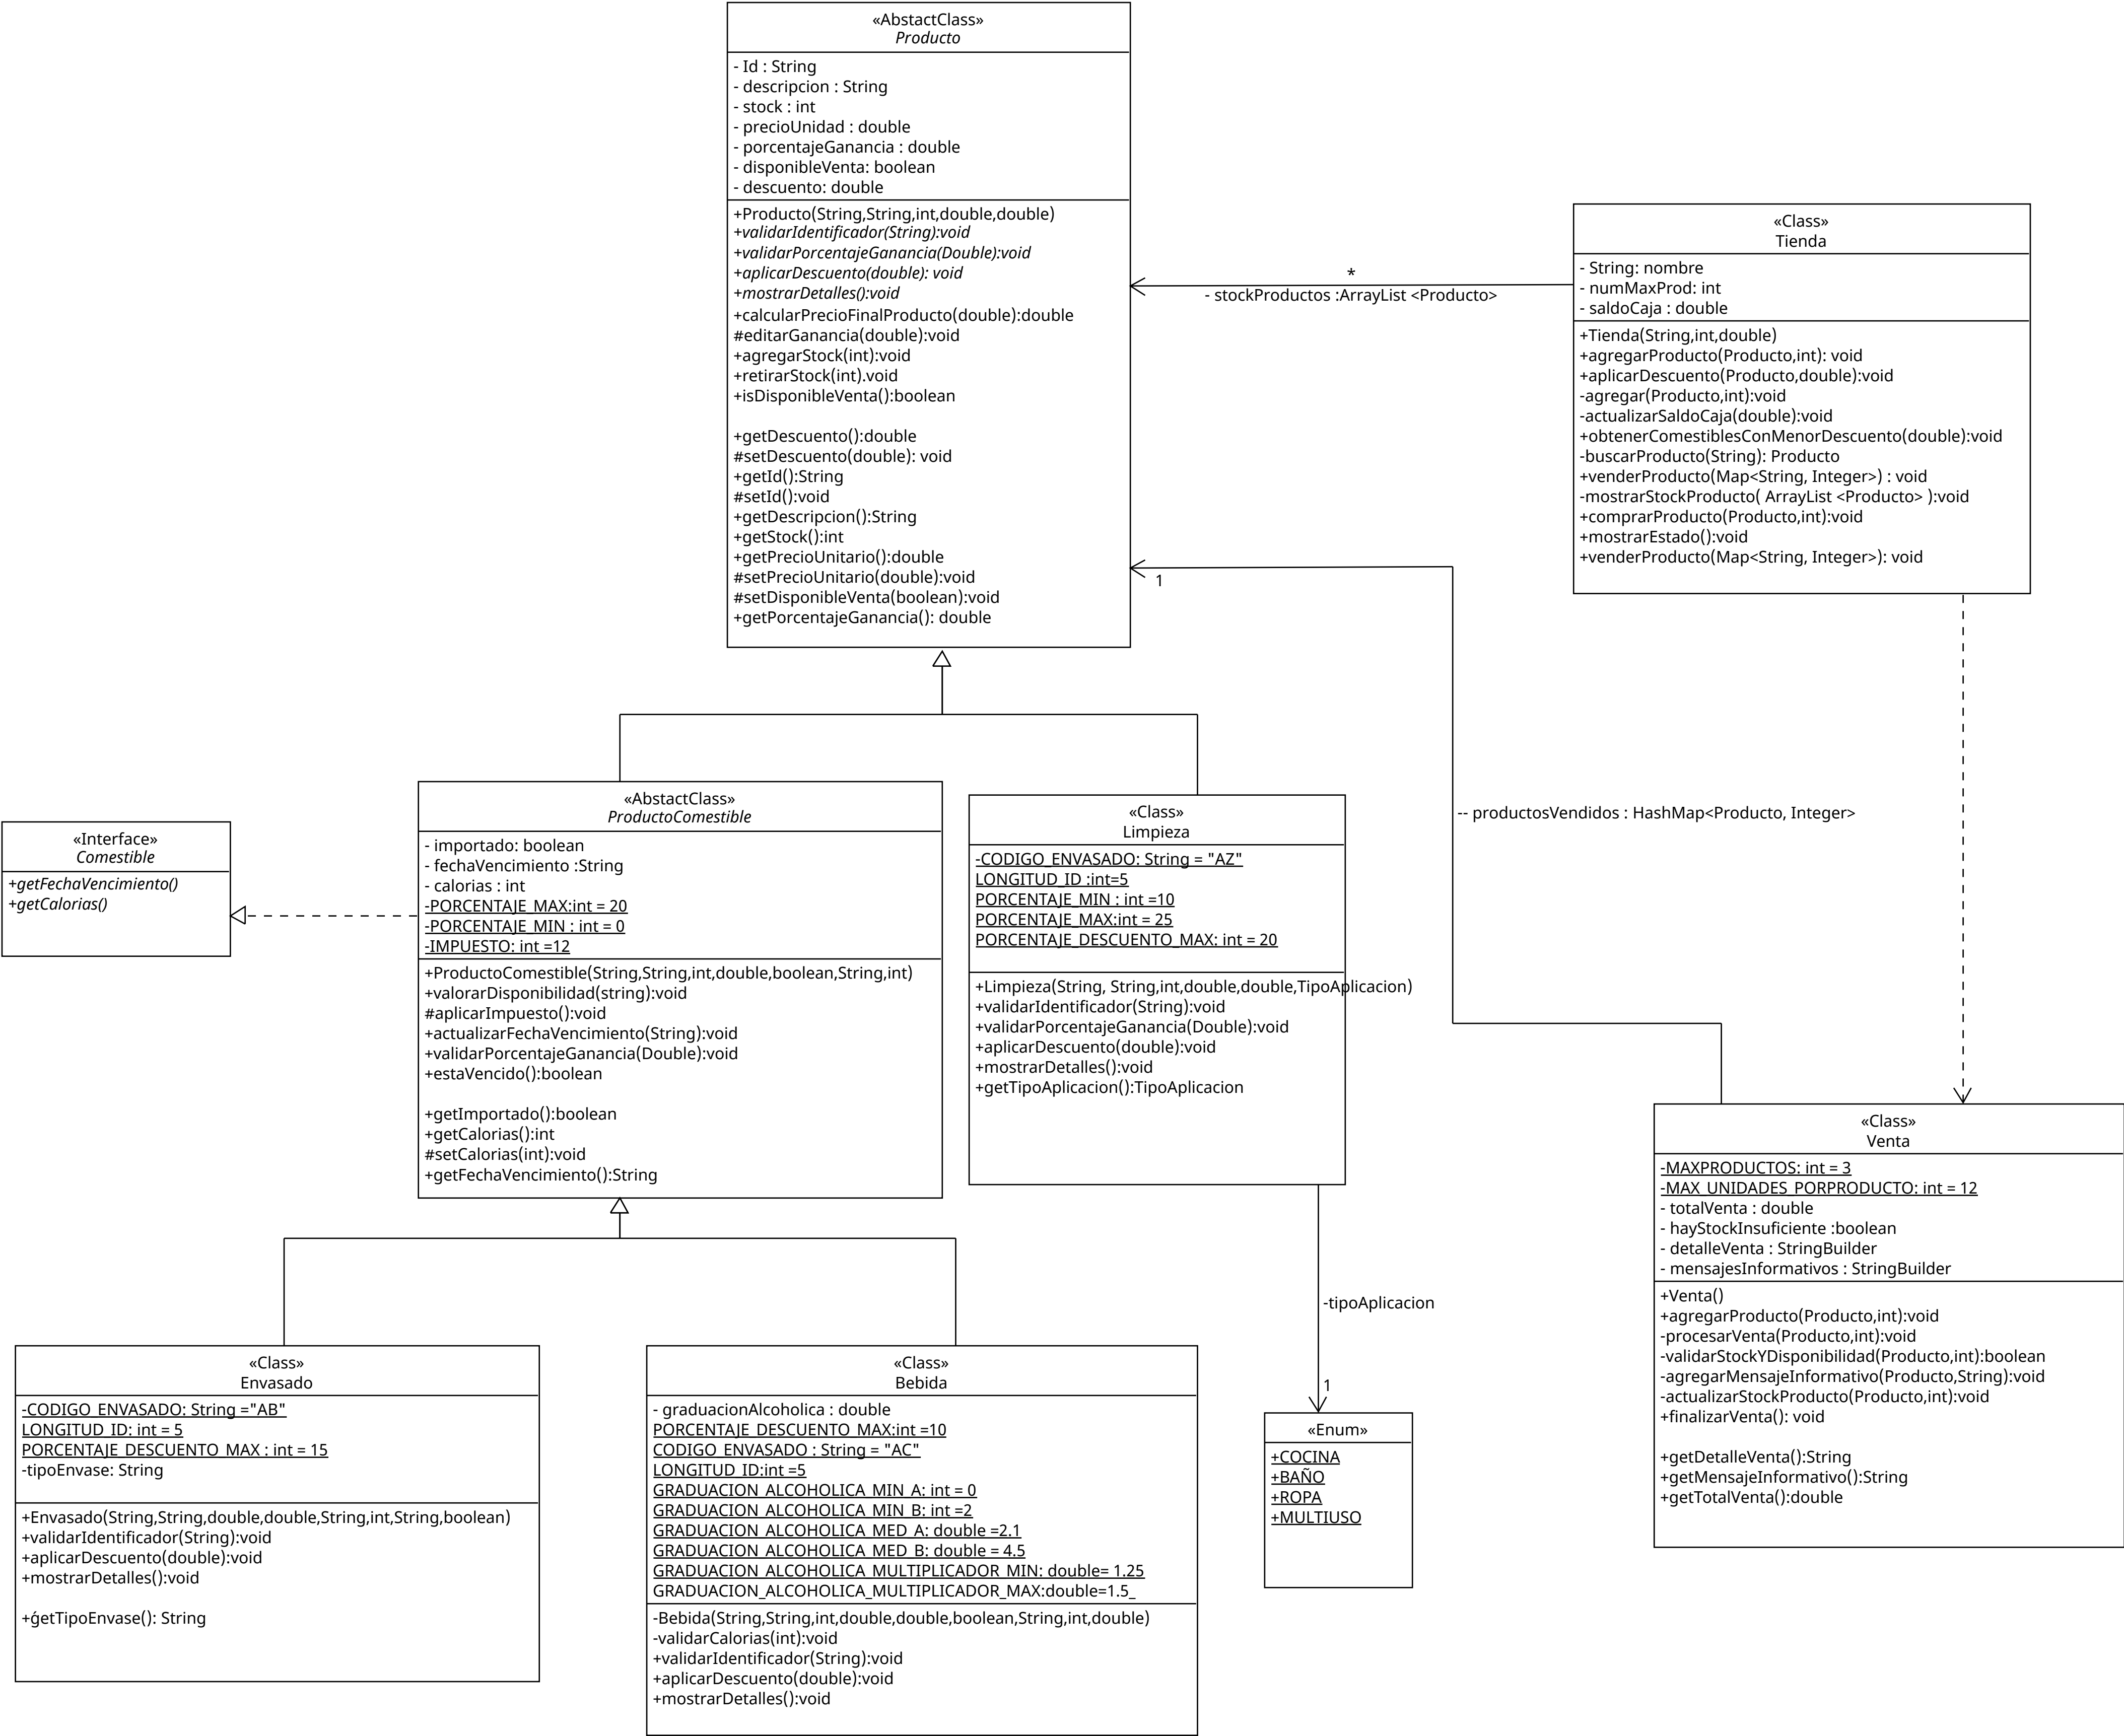 «AbstactClass»
Producto
- Id : String
- descripcion : String
- stock : int
- precioUnidad : double
- porcentajeGanancia : double
- disponibleVenta: boolean
- descuento: double
+Producto(String,String,int,double,double)
+validarIdentificador(String):void
+validarPorcentajeGanancia(Double):void
+aplicarDescuento(double): void
+mostrarDetalles():void
+calcularPrecioFinalProducto(double):double
#editarGanancia(double):void
+agregarStock(int):void
+retirarStock(int).void
+isDisponibleVenta():boolean
+getDescuento():double
#setDescuento(double): void
+getId():String
#setId():void
+getDescripcion():String
+getStock():int
+getPrecioUnitario():double
#setPrecioUnitario(double):void
#setDisponibleVenta(boolean):void
+getPorcentajeGanancia(): double
*
- stockProductos :ArrayList <Producto>
1
«Class»
Tienda
- String: nombre
- numMaxProd: int
- saldoCaja : double
+Tienda(String,int,double)
+agregarProducto(Producto,int): void
+aplicarDescuento(Producto,double):void
-agregar(Producto,int):void
-actualizarSaldoCaja(double):void
+obtenerComestiblesConMenorDescuento(double):void
-buscarProducto(String): Producto
+venderProducto(Map<String, Integer>) : void
-mostrarStockProducto( ArrayList <Producto> ):void
+comprarProducto(Producto,int):void
+mostrarEstado():void
+venderProducto(Map<String, Integer>): void
«Interface»
Comestible
+getFechaVencimiento()
+getCalorias()
«AbstactClass»
ProductoComestible
- importado: boolean
- fechaVencimiento :String
- calorias : int
-PORCENTAJE_MAX:int = 20
-PORCENTAJE_MIN : int = 0
-IMPUESTO: int =12
+ProductoComestible(String,String,int,double,boolean,String,int)
+valorarDisponibilidad(string):void
#aplicarImpuesto():void
+actualizarFechaVencimiento(String):void
+validarPorcentajeGanancia(Double):void
+estaVencido():boolean
+getImportado():boolean
+getCalorias():int
#setCalorias(int):void
+getFechaVencimiento():String
«Class»
Limpieza
-CODIGO_ENVASADO: String = "AZ"
LONGITUD_ID :int=5
PORCENTAJE_MIN : int =10
PORCENTAJE_MAX:int = 25
PORCENTAJE_DESCUENTO_MAX: int = 20
+Limpieza(String, String,int,double,double,TipoAplicacion)
+validarIdentificador(String):void
+validarPorcentajeGanancia(Double):void
+aplicarDescuento(double):void
+mostrarDetalles():void
+getTipoAplicacion():TipoAplicacion
-- productosVendidos : HashMap<Producto, Integer>
«Class»
Venta
-MAXPRODUCTOS: int = 3
-MAX_UNIDADES_PORPRODUCTO: int = 12
- totalVenta : double
- hayStockInsuficiente :boolean
- detalleVenta : StringBuilder
- mensajesInformativos : StringBuilder
+Venta()
+agregarProducto(Producto,int):void
-procesarVenta(Producto,int):void
-validarStockYDisponibilidad(Producto,int):boolean
-agregarMensajeInformativo(Producto,String):void
-actualizarStockProducto(Producto,int):void
+finalizarVenta(): void
+getDetalleVenta():String
+getMensajeInformativo():String
+getTotalVenta():double
«Class»
Envasado
-CODIGO_ENVASADO: String ="AB"
LONGITUD_ID: int = 5
PORCENTAJE_DESCUENTO_MAX : int = 15
-tipoEnvase: String
+Envasado(String,String,double,double,String,int,String,boolean)
+validarIdentificador(String):void
+aplicarDescuento(double):void
+mostrarDetalles():void
+ǵetTipoEnvase(): String
«Class»
Bebida
- graduacionAlcoholica : double
PORCENTAJE_DESCUENTO_MAX:int =10
CODIGO_ENVASADO : String = "AC"
LONGITUD_ID:int =5
GRADUACION_ALCOHOLICA_MIN_A: int = 0
GRADUACION_ALCOHOLICA_MIN_B: int =2
GRADUACION_ALCOHOLICA_MED_A: double =2.1
GRADUACION_ALCOHOLICA_MED_B: double = 4.5
GRADUACION_ALCOHOLICA_MULTIPLICADOR_MIN: double= 1.25
GRADUACION_ALCOHOLICA_MULTIPLICADOR_MAX:double=1.5_
-Bebida(String,String,int,double,double,boolean,String,int,double)
-validarCalorias(int):void
+validarIdentificador(String):void
+aplicarDescuento(double):void
+mostrarDetalles():void
-tipoAplicacion
1
«Enum»
+COCINA
+BAÑO
+ROPA
+MULTIUSO